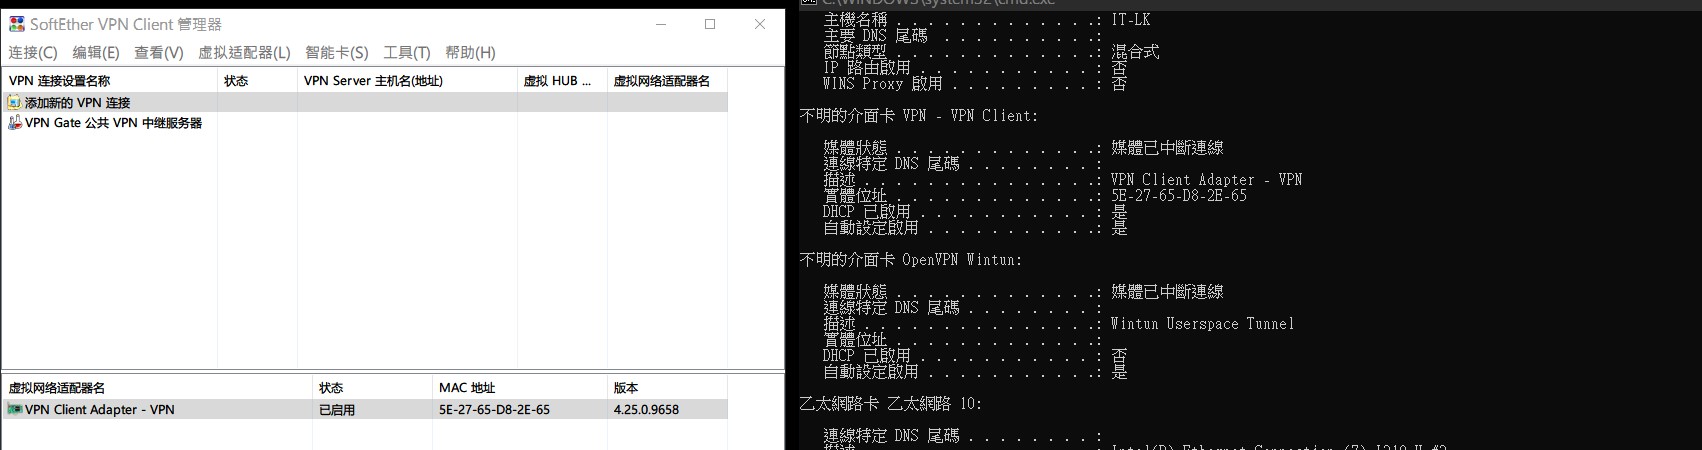 SoftEther VPN Client 管理器
连接(C) 编辑(E) 查看(V) 虚拟适配器(L) 智能卡(S) 工具(T) 帮助(H)
VPN 连接设置名称 状态 VPN Server 主机名(地址) 虚拟 HUB ... 虚拟网络适配器名
添加新的 VPN 连接
VPN Gate 公共 VPN 中继服务器
虚拟网络适配器名 状态 MAC 地址 版本
VPN Client Adapter - VPN 已启用 5E-27-65-D8-2E-65 4.25.0.9658
C:\WINDOWS\system32\cmd.exe
主機名稱 . . . . . . . . . . . . .: IT-LK
主要 DNS 尾碼 . . . . . . . . . .:
節點類型 . . . . . . . . . . . . .: 混合式
IP 路由啟用 . . . . . . . . . . .: 否
WINS Proxy 啟用 . . . . . . . . .: 否
不明的介面卡 VPN - VPN Client:
媒體狀態 . . . . . . . . . . . . .: 媒體已中斷連線
連線特定 DNS 尾碼 . . . . . . . . :
描述 . . . . . . . . . . . . . . .: VPN Client Adapter - VPN
實體位址 . . . . . . . . . . . . .: 5E-27-65-D8-2E-65
DHCP 已啟用 . . . . . . . . . . .: 是
自動設定啟用 . . . . . . . . . . .: 是
不明的介面卡 OpenVPN Wintun:
媒體狀態 . . . . . . . . . . . . .: 媒體已中斷連線
連線特定 DNS 尾碼 . . . . . . . . :
描述 . . . . . . . . . . . . . . .: Wintun Userspace Tunnel
實體位址 . . . . . . . . . . . . .:
DHCP 已啟用 . . . . . . . . . . .: 否
自動設定啟用 . . . . . . . . . . .: 是
乙太網路卡 乙太網路 10:
連線特定 DNS 尾碼 . . . . . . . . :
描述 . . . . . . . . . . . . . . .: Intel(R) Ethernet Connection (7) I219-V #2